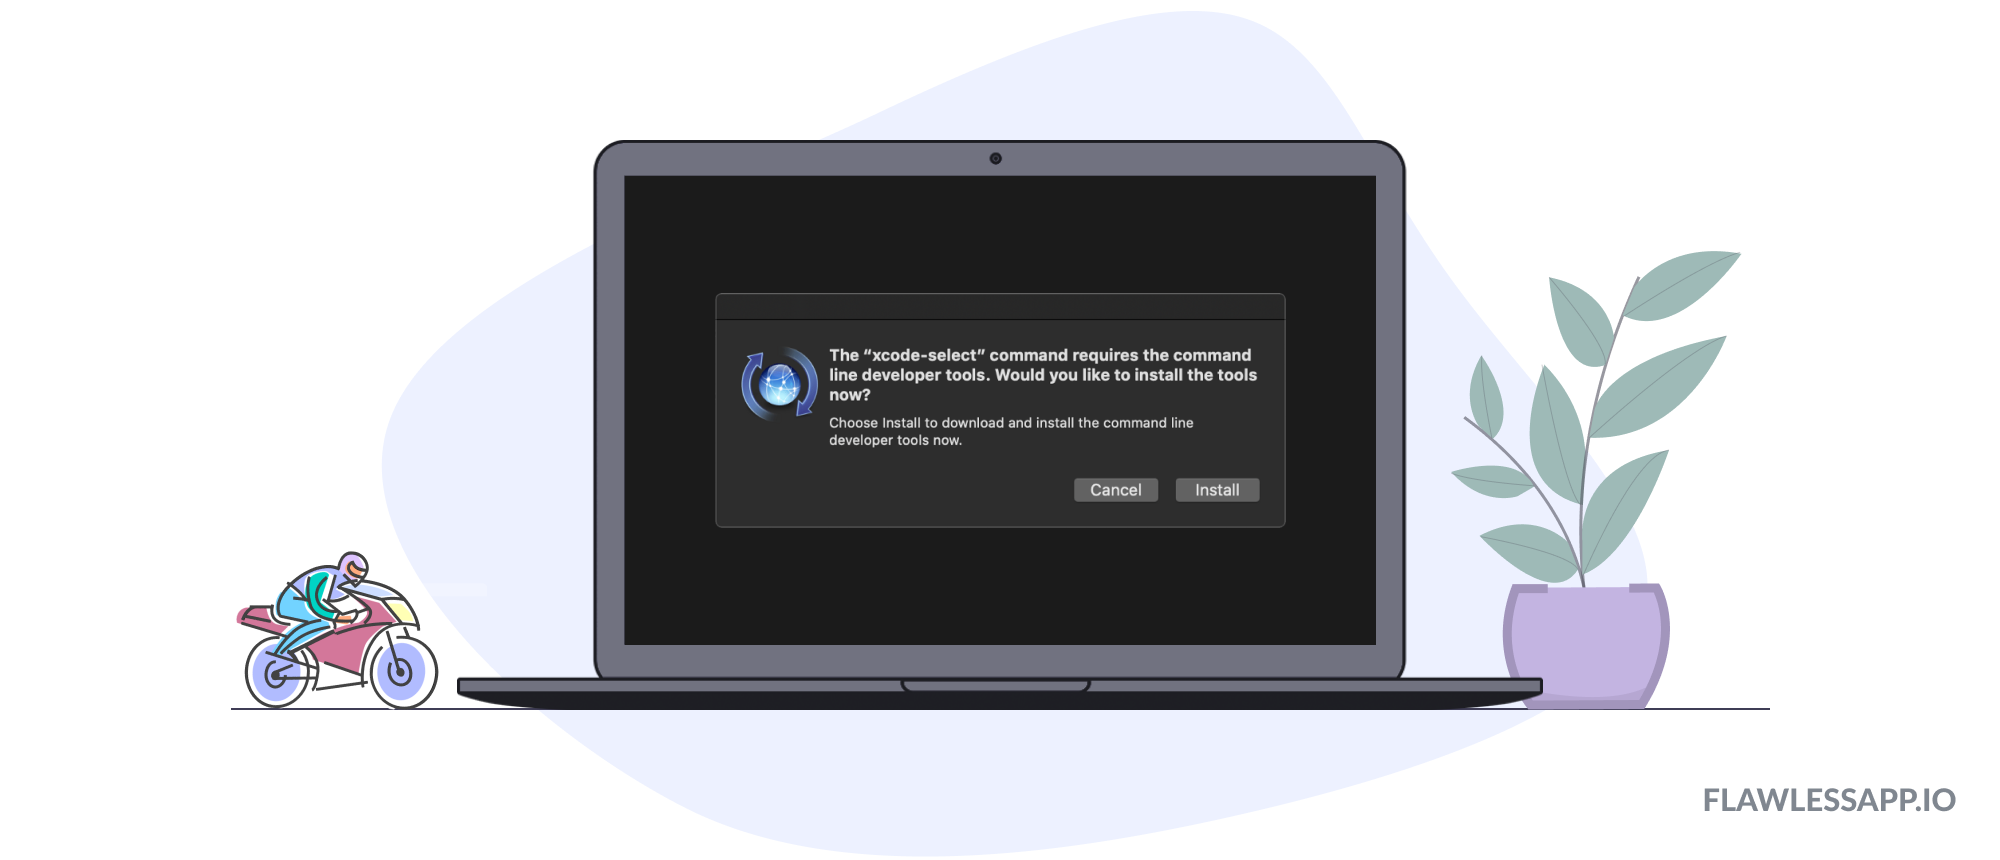 The “xcode-select” command requires the command
line developer tools. Would you like to install the tools
now?
Choose Install to download and install the command line
developer tools now.
Cancel
Install
FLAWLESSAPP.IO